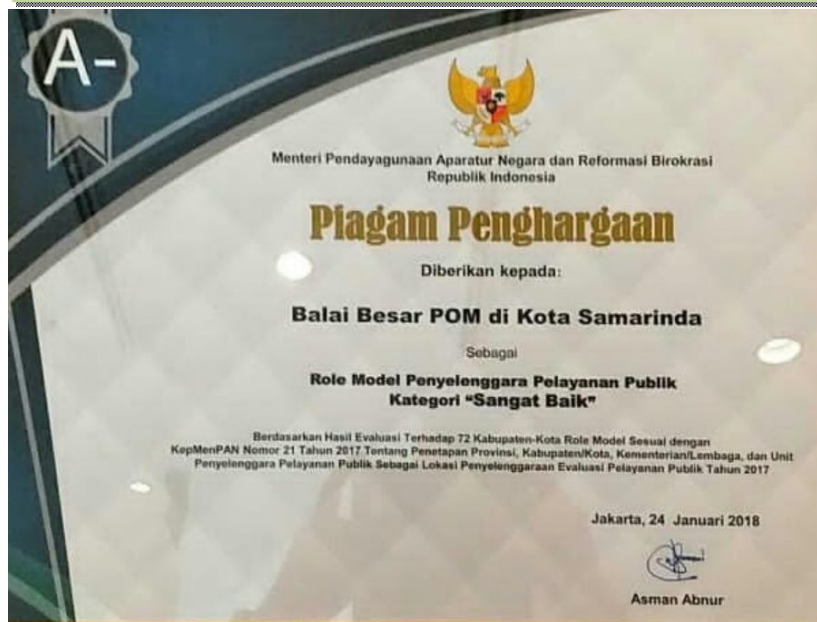 A-
Menteri Pendayagunaan Aparatur Negara dan Reformasi Birokrasi
Republik Indonesia
Piagam Penghargaan
Diberikan kepada:
Balai Besar POM di Kota Samarinda
Sebagai
Role Model Penyelenggara Pelayanan Publik
Kategori “Sangat Baik”
Berdasarkan Hasil Evaluasi Terhadap 72 Kabupaten-Kota Role Model Sesuai dengan
KepMenPAN Nomor 21 Tahun 2017 Tentang Penetapan Provinsi, Kabupaten/Kota, Kementerian/Lembaga, dan Unit
Penyelenggara Pelayanan Publik Sebagai Lokasi Penyelenggaraan Evaluasi Pelayanan Publik Tahun 2017
Jakarta, 24 Januari 2018
Asman Abnur